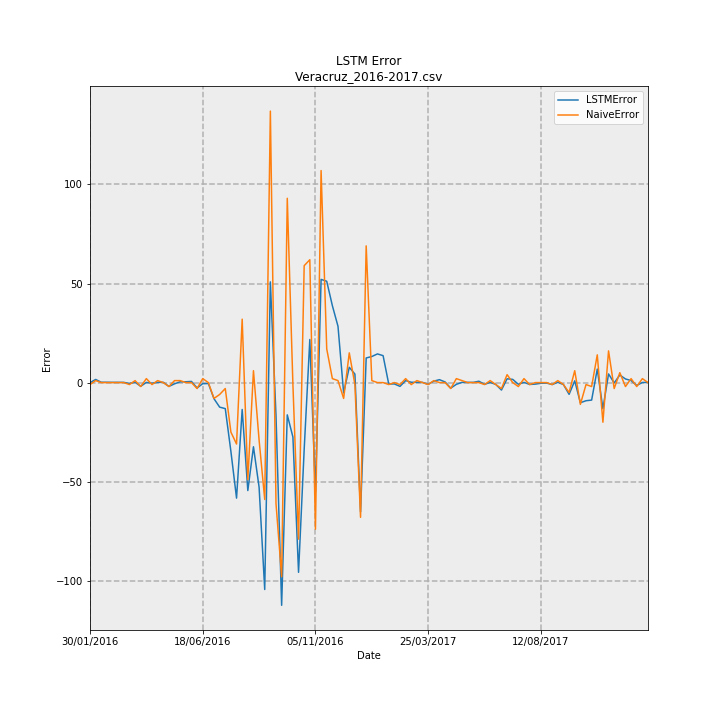 LSTM Error
Veracruz_2016-2017.csv
LSTMError
NaiveError
100
50
0
−50
−100
Error
30/01/2016
18/06/2016
05/11/2016
25/03/2017
12/08/2017
Date